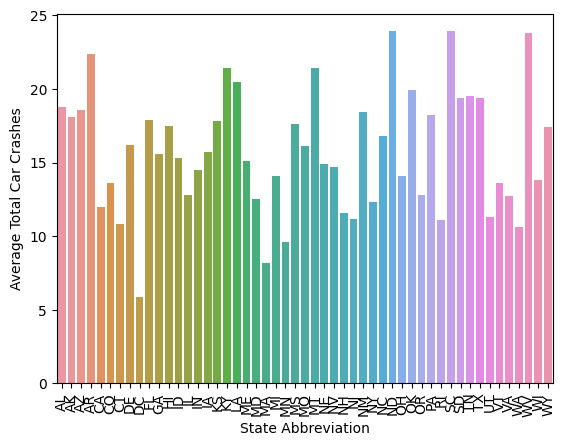 Average Total Car Crashes
25
20
15
10
5
0
AL
AK
AZ
AR
CA
CO
CT
DE
DC
FL
GA
HI
ID
IL
IN
IA
KS
KY
LA
ME
MD
MA
MI
MN
MS
MO
MT
NE
NV
NH
NJ
NM
NY
NC
ND
OH
OK
OR
PA
RI
SC
SD
TN
TX
UT
VT
VA
WA
WV
WI
WY
State Abbreviation